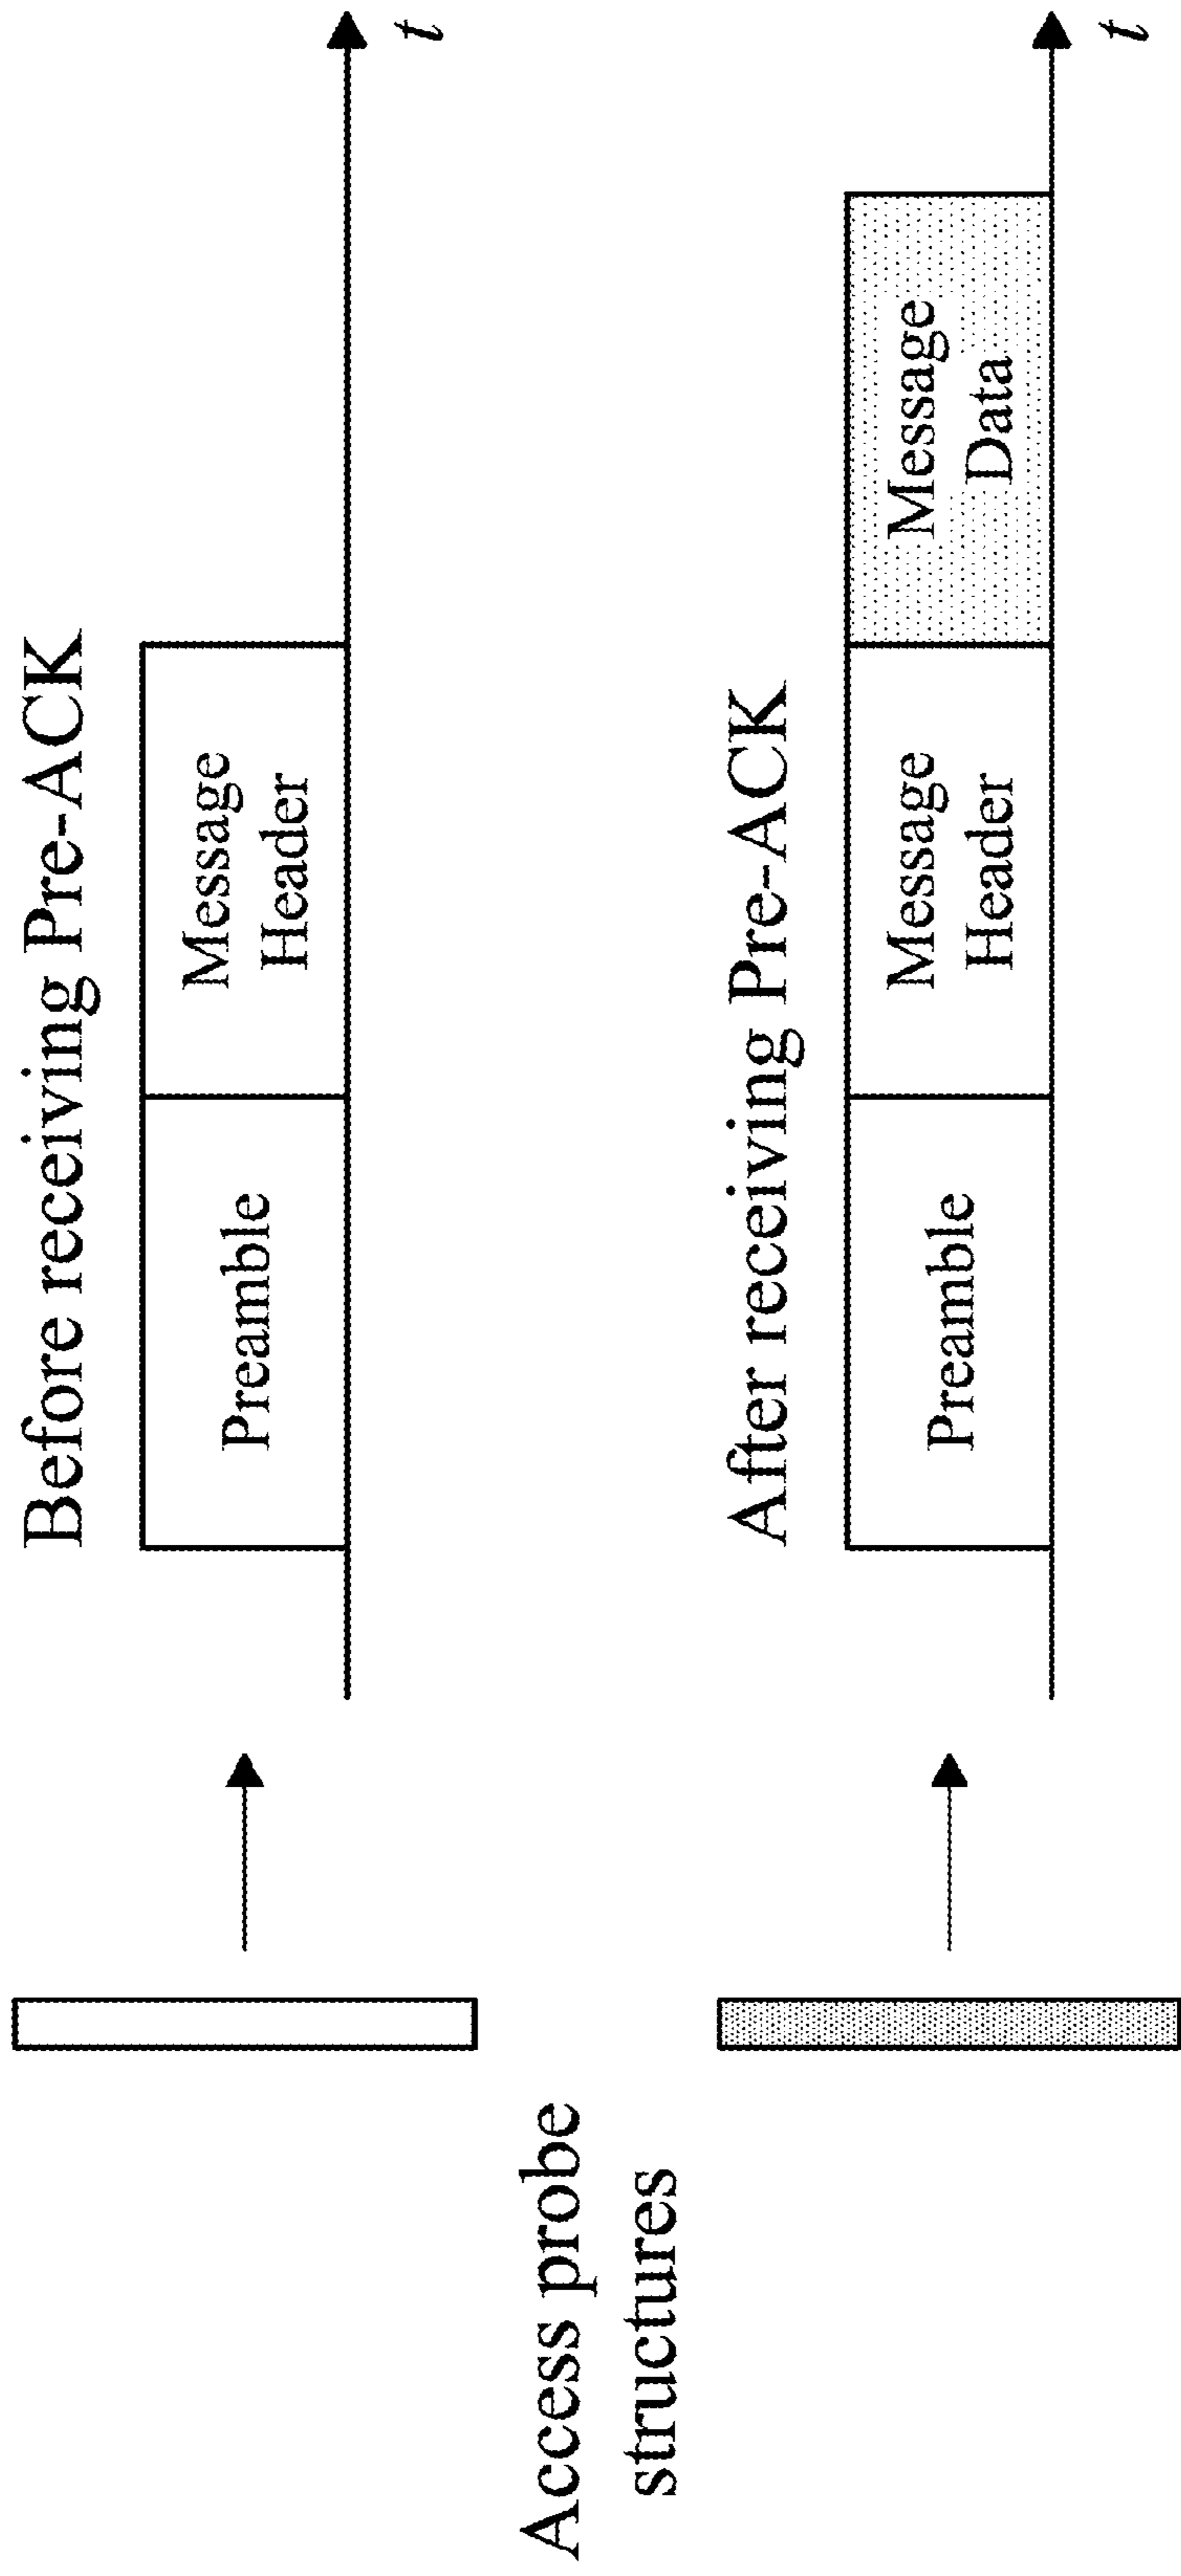 Before receiving Pre-ACK
Preamble
Message
Header
t
Access probe
structures
After receiving Pre-ACK
Preamble
Message
Header
Message
Data
t